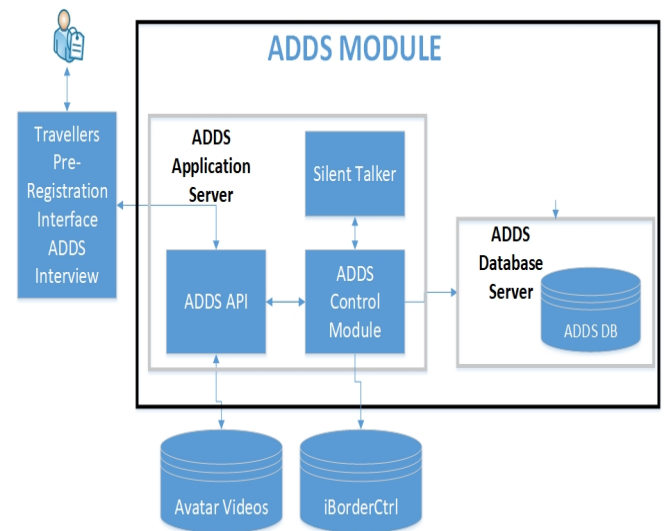 ADDS MODULE
Travellers
Pre-
Registration
Interface
ADDS
Interview
ADDS
Application
Server
Silent Talker
ADDS API
ADDS
Control
Module
ADDS
Database
Server
ADDS DB
Avatar Videos
iBorderCtrl